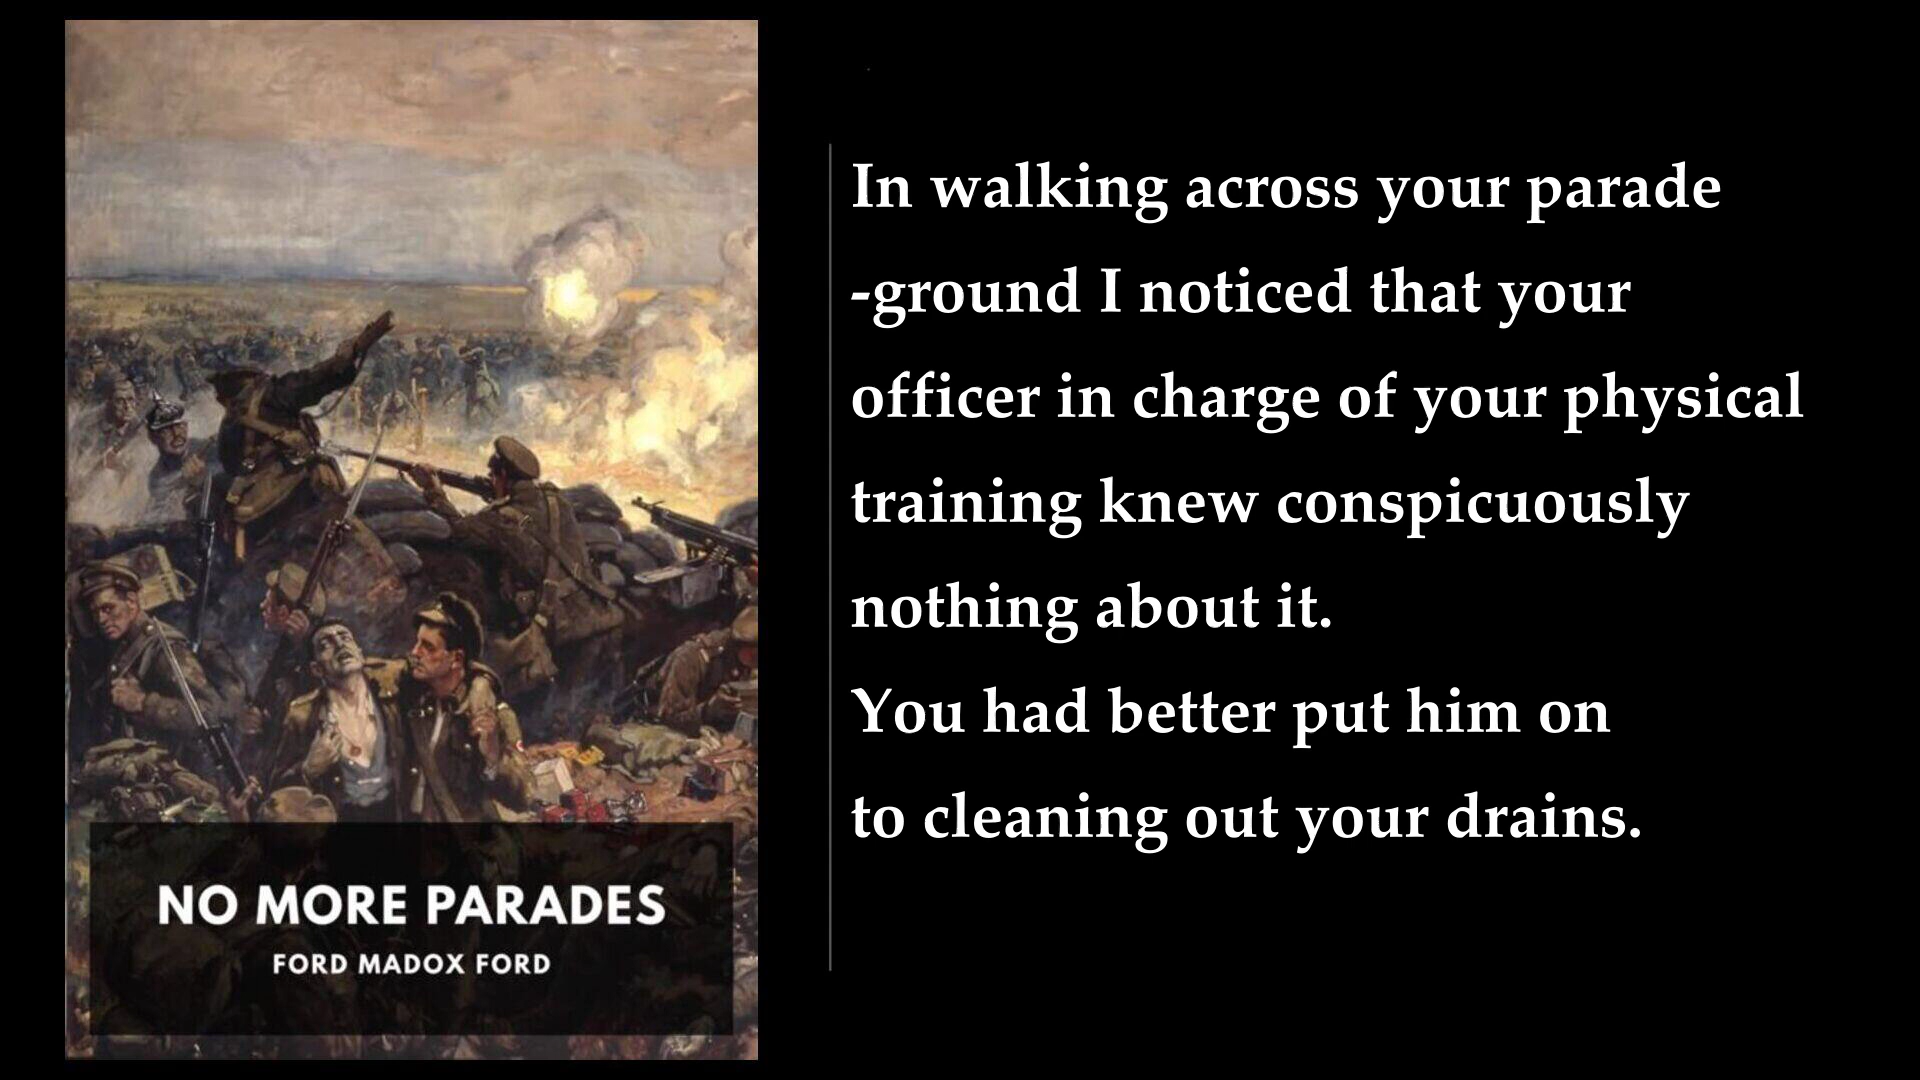 In walking across your parade
-ground I noticed that your
officer in charge of your physical
training knew conspicuously
nothing about it.
You had better put him on
to cleaning out your drains.
NO MORE PARADES
FORD MADOX FORD